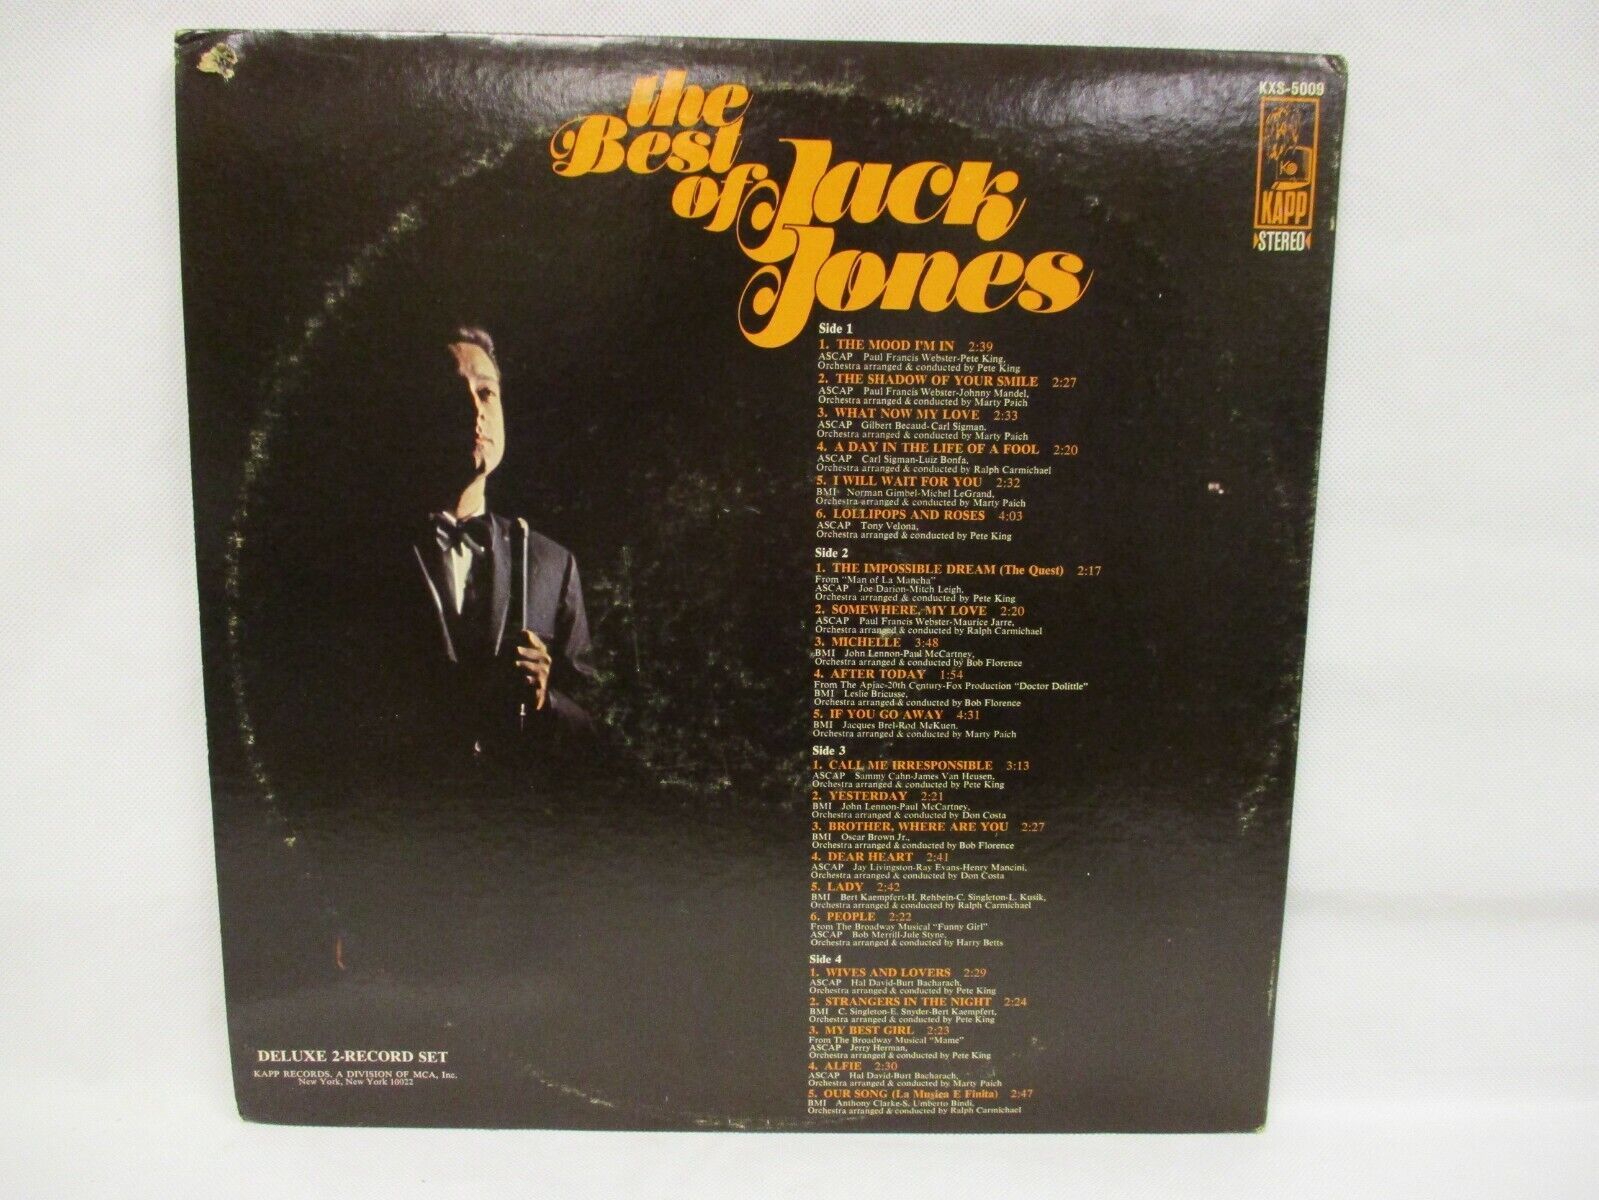 the
Best
of Jack
Jones
KXS-5009
KAPP
STEREO
Side 1
1. THE MOOD I'M IN 2:39
ASCAP Paul Francis Webster-Pete King,
Orchestra arranged & conducted by Pete King
2. THE SHADOW OF YOUR SMILE 2:27
ASCAP Paul Francis Webster-Johnny Mandel,
Orchestra arranged & conducted by Marty Paich
3. WHAT NOW MY LOVE 2:33
ASCAP Gilbert Becaud-Carl Sigman,
Orchestra arranged & conducted by Marty Paich
4. A DAY IN THE LIFE OF A FOOL 2:20
ASCAP Carl Sigman-Luiz Bonfa,
Orchestra arranged & conducted by Ralph Carmichael
5. I WILL WAIT FOR YOU 2:32
BMI Norman Gimbel-Michel LeGrand,
Orchestra arranged & conducted by Marty Paich
6. LOLLIPOPS AND ROSES 4:03
ASCAP Tony Velona,
Orchestra arranged & conducted by Pete King
Side 2
1. THE IMPOSSIBLE DREAM (The Quest) 2:17
From "Man of La Mancha"
ASCAP Joe Darion-Mitch Leigh,
Orchestra arranged & conducted by Pete King
2. SOMEWHERE, MY LOVE 2:20
ASCAP Paul Francis Webster-Maurice Jarre,
Orchestra arranged & conducted by Ralph Carmichael
3. MICHELLE 3:48
BMI John Lennon-Paul McCartney,
Orchestra arranged & conducted by Bob Florence
4. AFTER TODAY 1:54
From The Apjac-20th Century-Fox Production "Doctor Dolittle"
BMI Leslie Bricusse,
Orchestra arranged & conducted by Bob Florence
5. IF YOU GO AWAY 4:31
BMI Jacques Brel-Rod McKuen,
Orchestra arranged & conducted by Marty Paich
Side 3
1. CALL ME IRRESPONSIBLE 3:13
ASCAP Sammy Cahn-James Van Heusen,
Orchestra arranged & conducted by Pete King
2. YESTERDAY 2:21
BMI John Lennon-Paul McCartney,
Orchestra arranged & conducted by Don Costa
3. BROTHER, WHERE ARE YOU 2:27
BMI Oscar Brown Jr.,
Orchestra arranged & conducted by Bob Florence
4. DEAR HEART 2:41
ASCAP Jay Livingston-Ray Evans-Henry Mancini,
Orchestra arranged & conducted by Don Costa
5. LADY 2:42
BMI Bert Kaempfert-H. Rehbein-C. Singleton-L. Kusik,
Orchestra arranged & conducted by Ralph Carmichael
6. PEOPLE 2:22
From The Broadway Musical "Funny Girl"
ASCAP Bob Merrill-Jule Styne,
Orchestra arranged & conducted by Harry Betts
Side 4
1. WIVES AND LOVERS 2:29
ASCAP Hal David-Burt Bacharach,
Orchestra arranged & conducted by Pete King
2. STRANGERS IN THE NIGHT 2:24
BMI C. Singleton-E. Snyder-Bert Kaempfert,
Orchestra arranged & conducted by Pete King
3. MY BEST GIRL 2:23
From The Broadway Musical "Mame"
ASCAP Jerry Herman,
Orchestra arranged & conducted by Pete King
4. ALFIE 2:30
ASCAP Hal David-Burt Bacharach,
Orchestra arranged & conducted by Marty Paich
5. OUR SONG (La Musica E Finita) 2:47
BMI Anthony Clarke-S. Umberto Bindi,
Orchestra arranged & conducted by Ralph Carmichael
DELUXE 2-RECORD SET
KAPP RECORDS, A DIVISION OF MCA, Inc.
New York, New York 10022